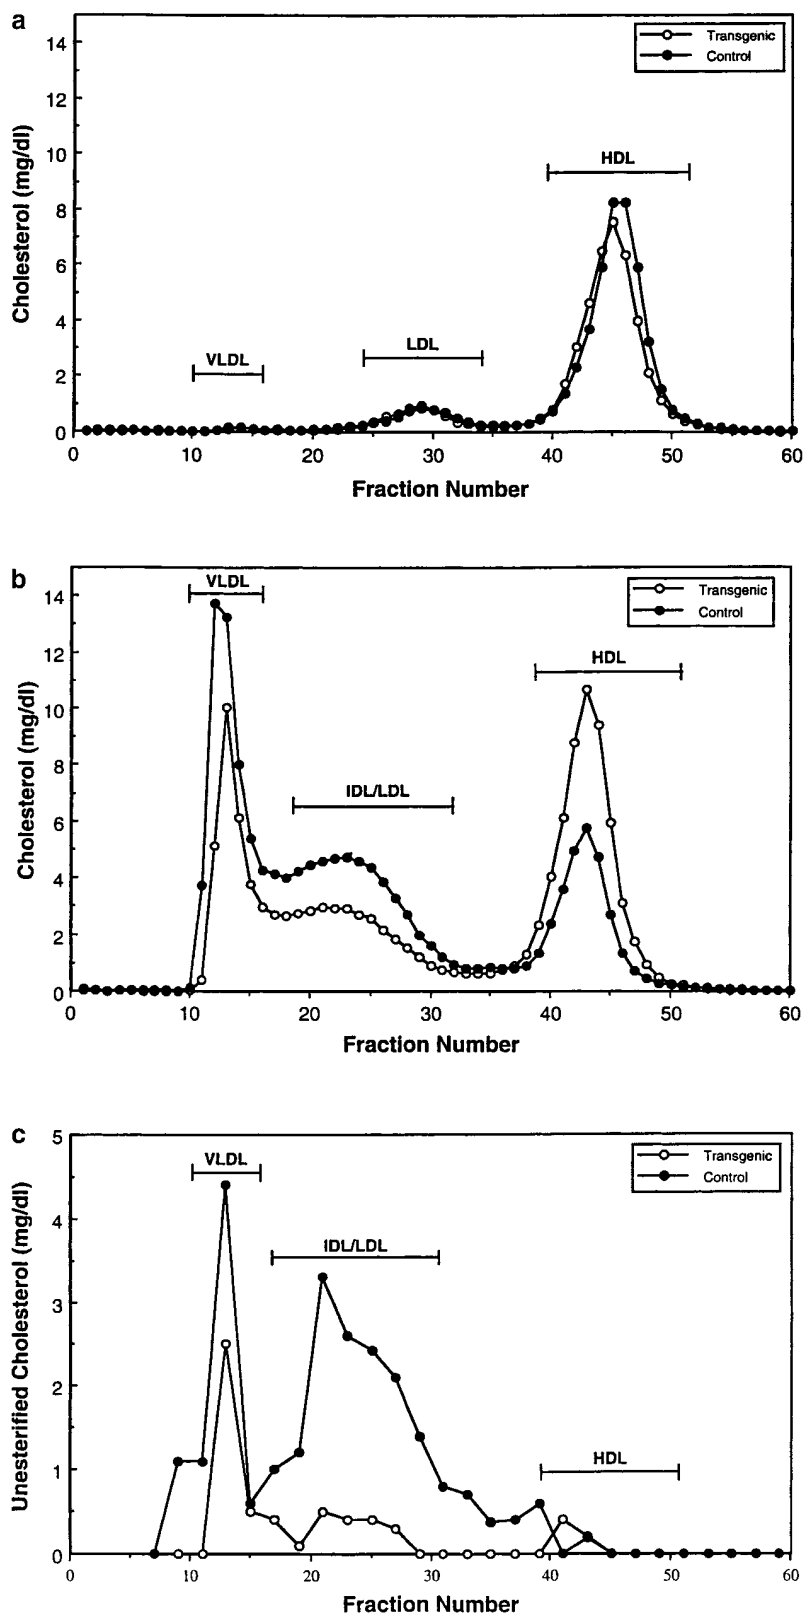 a
Cholesterol (mg/dl)
14
12
10
8
6
4
2
0
Transgenic
Control
HDL
LDL
VLDL
0 10 20 30 40 50 60
Fraction Number
b
Cholesterol (mg/dl)
14
12
10
8
6
4
2
0
VLDL
Transgenic
Control
HDL
IDL/LDL
0 10 20 30 40 50 60
Fraction Number
c
Unesterified Cholesterol (mg/dl)
5
4
3
2
1
0
VLDL
Transgenic
Control
IDL/LDL
HDL
0 10 20 30 40 50 60
Fraction Number